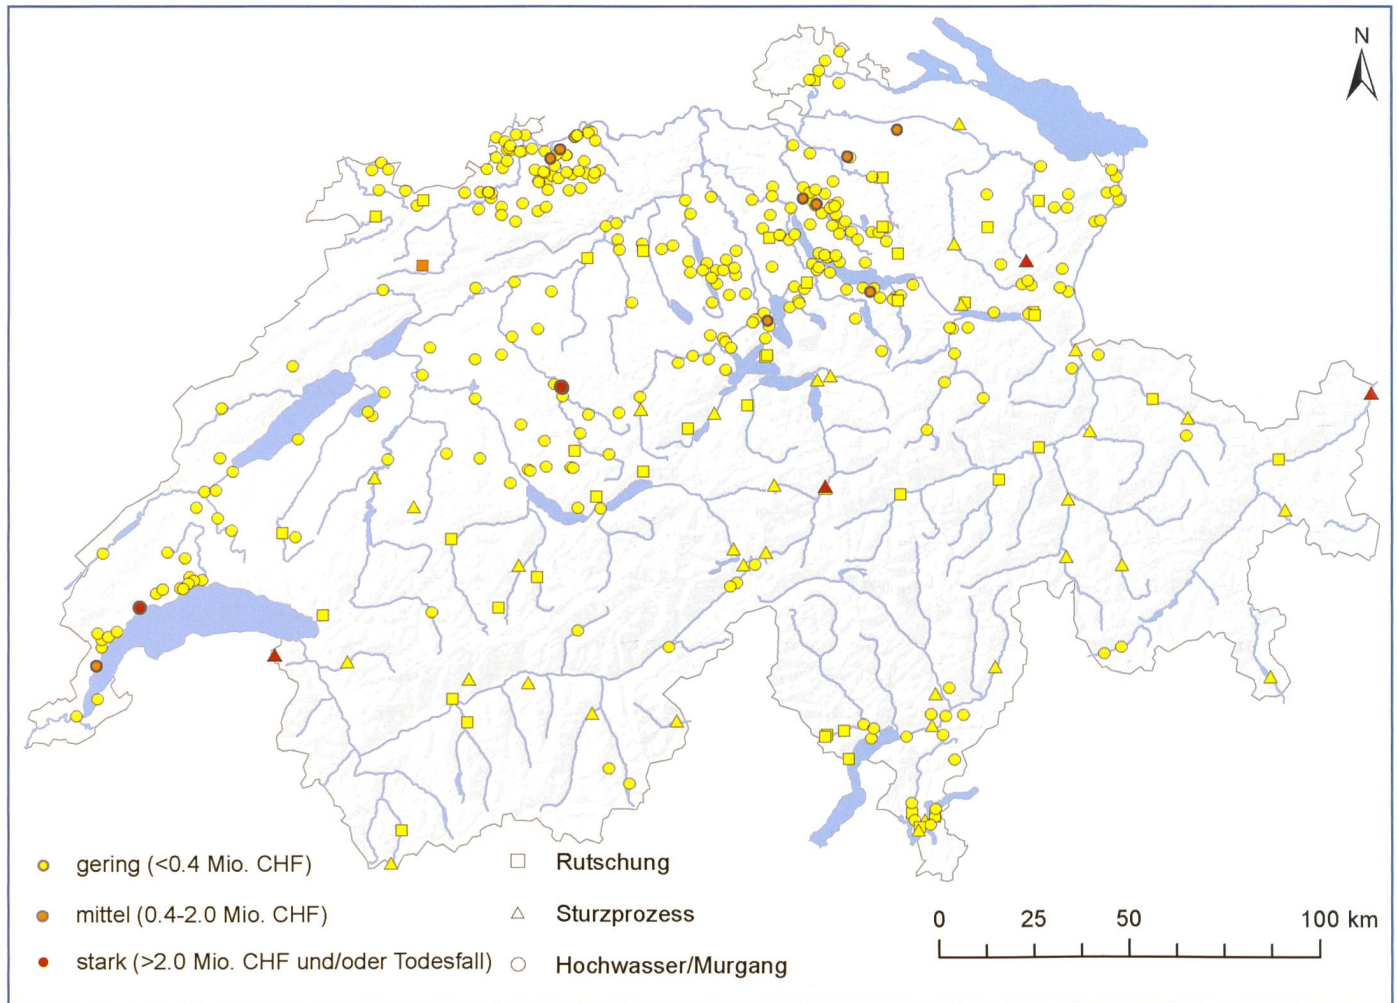 N
gering (<0.4 Mio. CHF)
mittel (0.4-2.0 Mio. CHF)
stark (>2.0 Mio. CHF und/oder Todesfall)
Rutschung
Sturzprozess
Hochwasser/Murgang
0 25 50 100 km